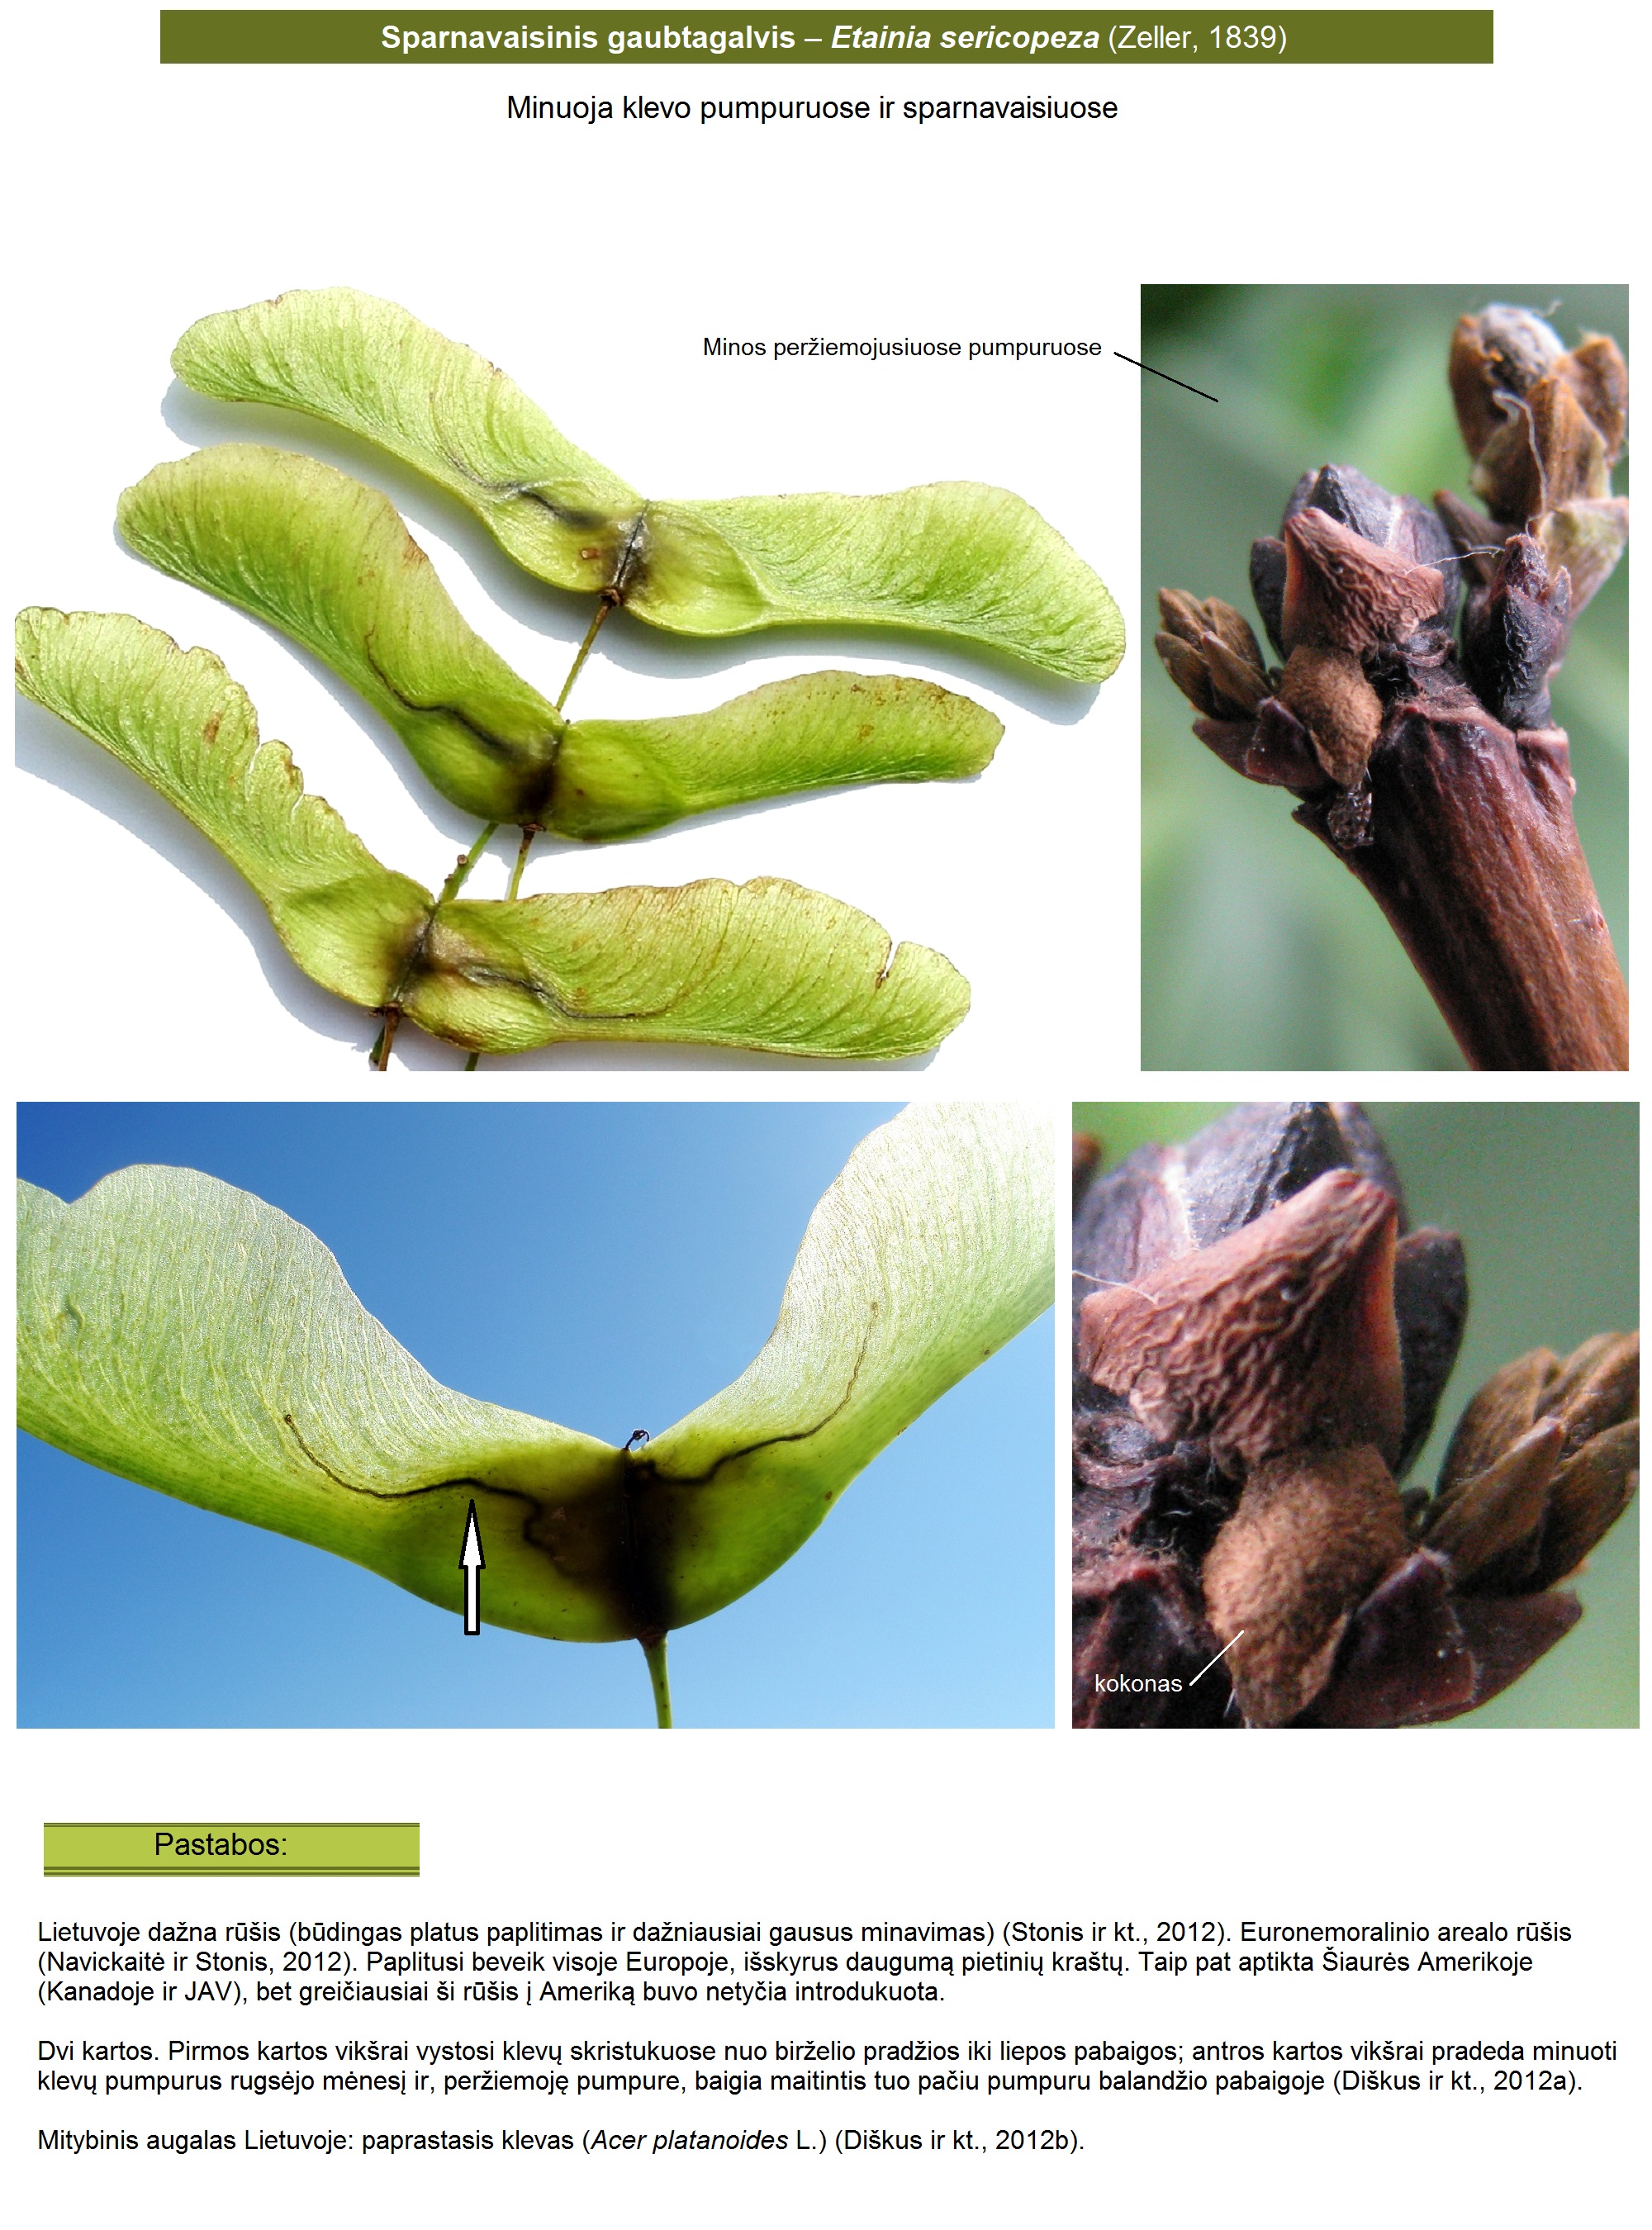 Sparnavaisinis gaubtagalvis – Etainia sericopeza (Zeller, 1839)
Minuoja klevo pumpuruose ir sparnavaisiuose
Minos peržiemojusiuose pumpuruose
kokonas
Pastabos:
Lietuvoje dažna rūšis (būdingas platus paplitimas ir dažniausiai gausus minavimas) (Stonis ir kt., 2012). Euronemoralinio arealo rūšis
(Navickaitė ir Stonis, 2012). Paplitusi beveik visoje Europoje, išskyrus daugumą pietinių kraštų. Taip pat aptikta Šiaurės Amerikoje
(Kanadoje ir JAV), bet greičiausiai ši rūšis į Ameriką buvo netyčia introdukuota.
Dvi kartos. Pirmos kartos vikšrai vystosi klevų skristukuose nuo birželio pradžios iki liepos pabaigos; antros kartos vikšrai pradeda minuoti
klevų pumpurus rugsėjo mėnesį ir, peržiemoję pumpure, baigia maitintis tuo pačiu pumpuru balandžio pabaigoje (Diškus ir kt., 2012a).
Mitybinis augalas Lietuvoje: paprastasis klevas (Acer platanoides L.) (Diškus ir kt., 2012b).